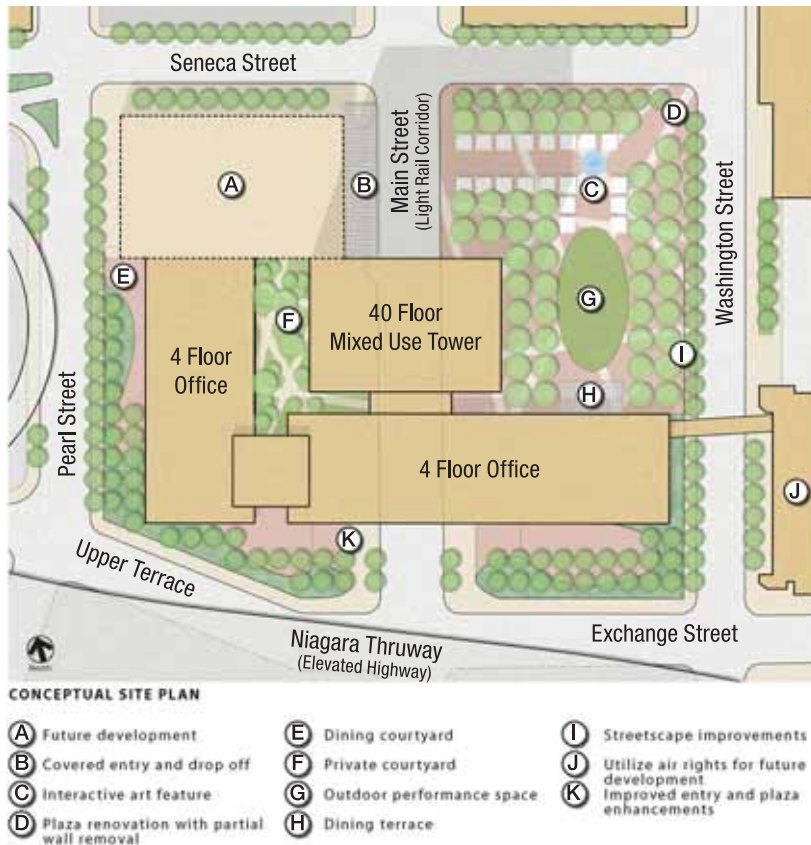 Seneca Street
A
B
Main Street
(Light Rail Corridor)
D
C
Washington Street
E
F
G
4 Floor
Office
40 Floor
Mixed Use Tower
I
H
Pearl Street
4 Floor Office
J
K
Upper Terrace
Niagara Thruway
(Elevated Highway)
Exchange Street
North
CONCEPTUAL SITE PLAN
A Future development
B Covered entry and drop off
C Interactive art feature
D Plaza renovation with partial
wall removal
E Dining courtyard
F Private courtyard
G Outdoor performance space
H Dining terrace
I Streetscape improvements
J Utilize air rights for future
development
K Improved entry and plaza
enhancements